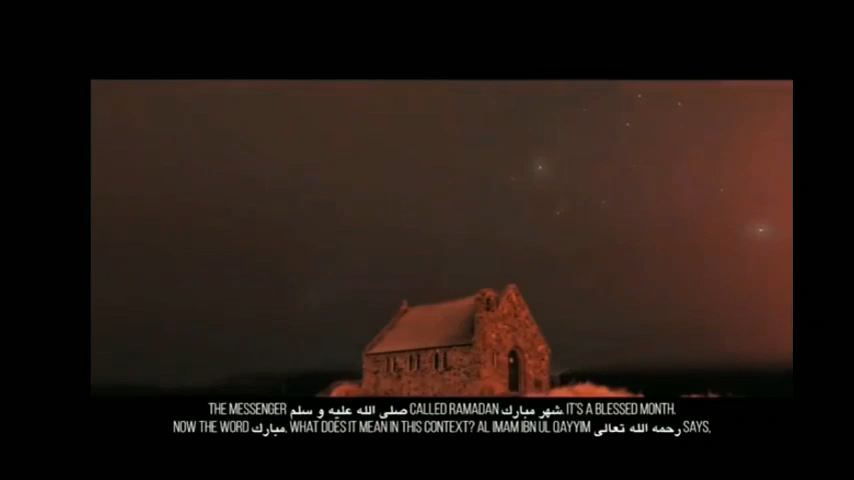 THE MESSENGER صلى الله عليه و سلم CALLED RAMADAN شهر مبارك. IT'S A BLESSED MONTH.
NOW THE WORD مبارك, WHAT DOES IT MEAN IN THIS CONTEXT? AL IMAM IBN UL QAYYIM رحمه الله تعالى SAYS,